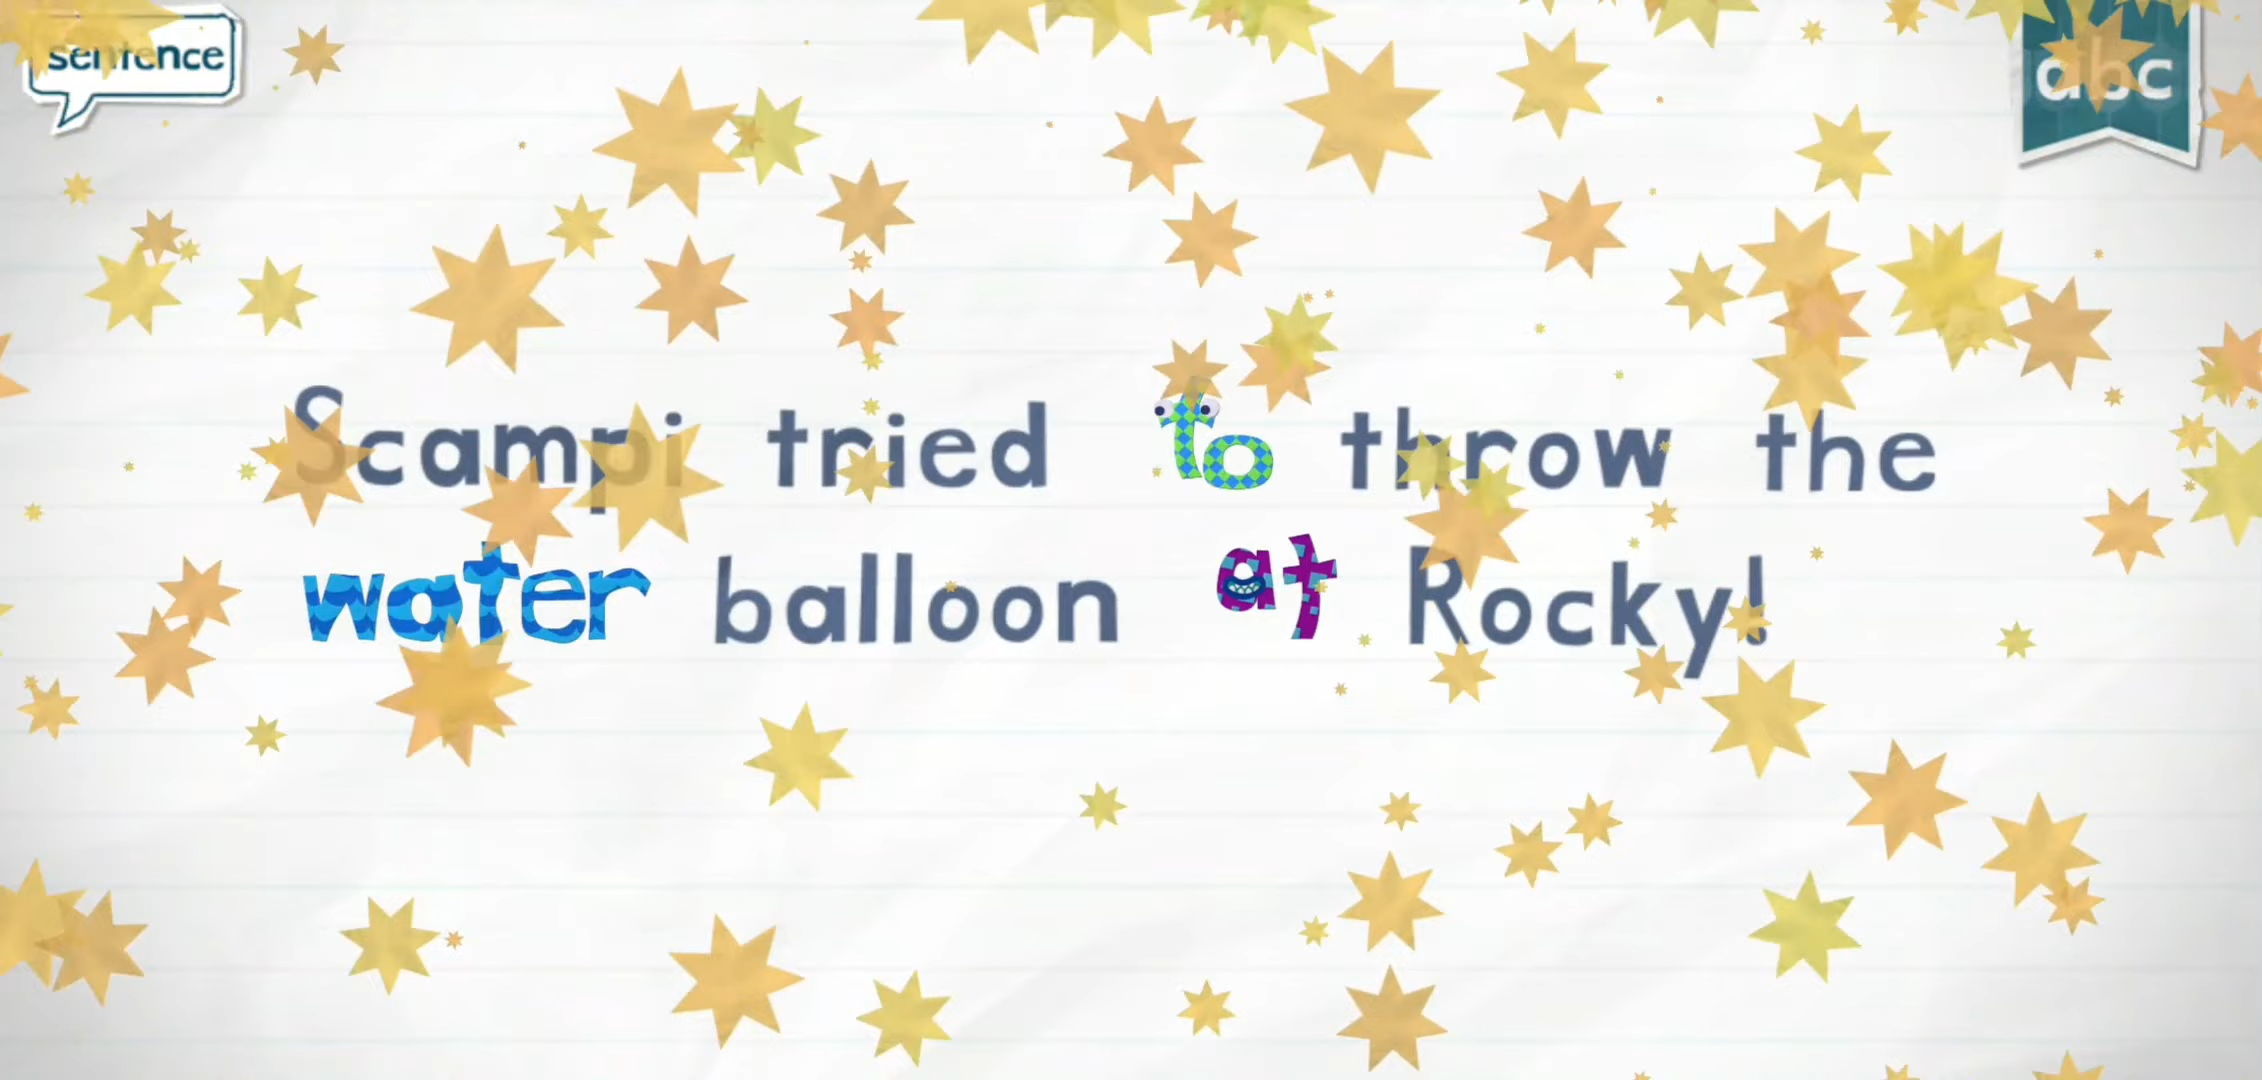 sentence
abc
Scampi tried to throw the
water balloon at Rocky!